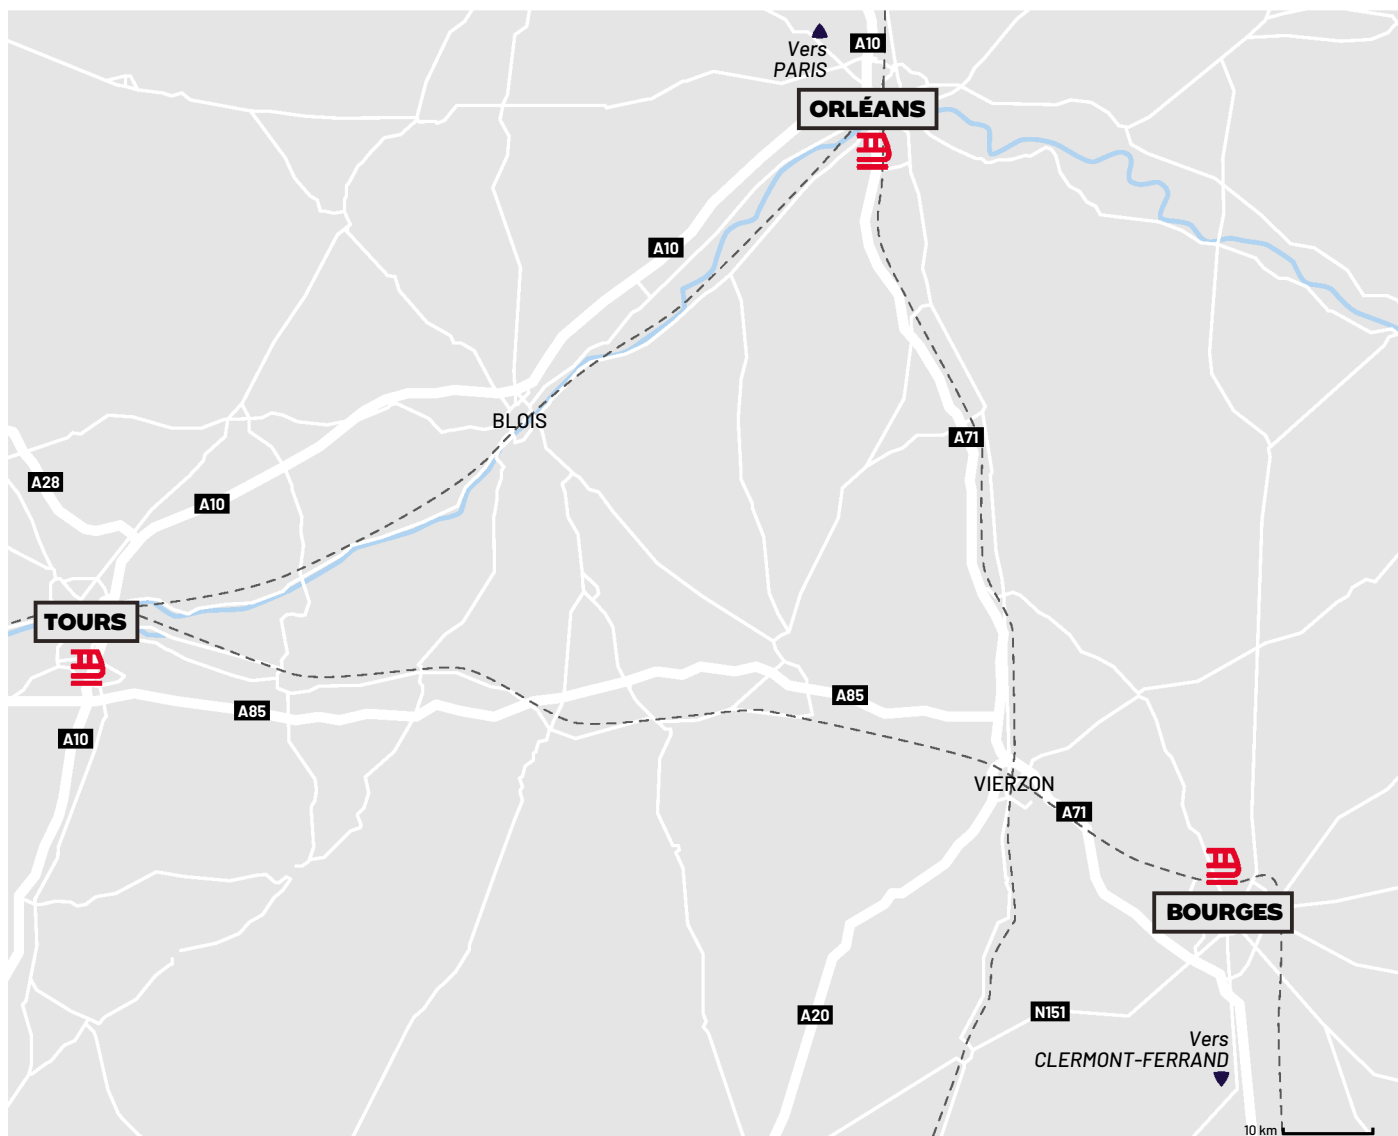 A10
Vers
PARIS
ORLÉANS
A10
BLOIS
A71
A28
A10
TOURS
A85
A85
A10
VIERZON
A71
BOURGES
A20
N151
Vers
CLERMONT-FERRAND
10 km